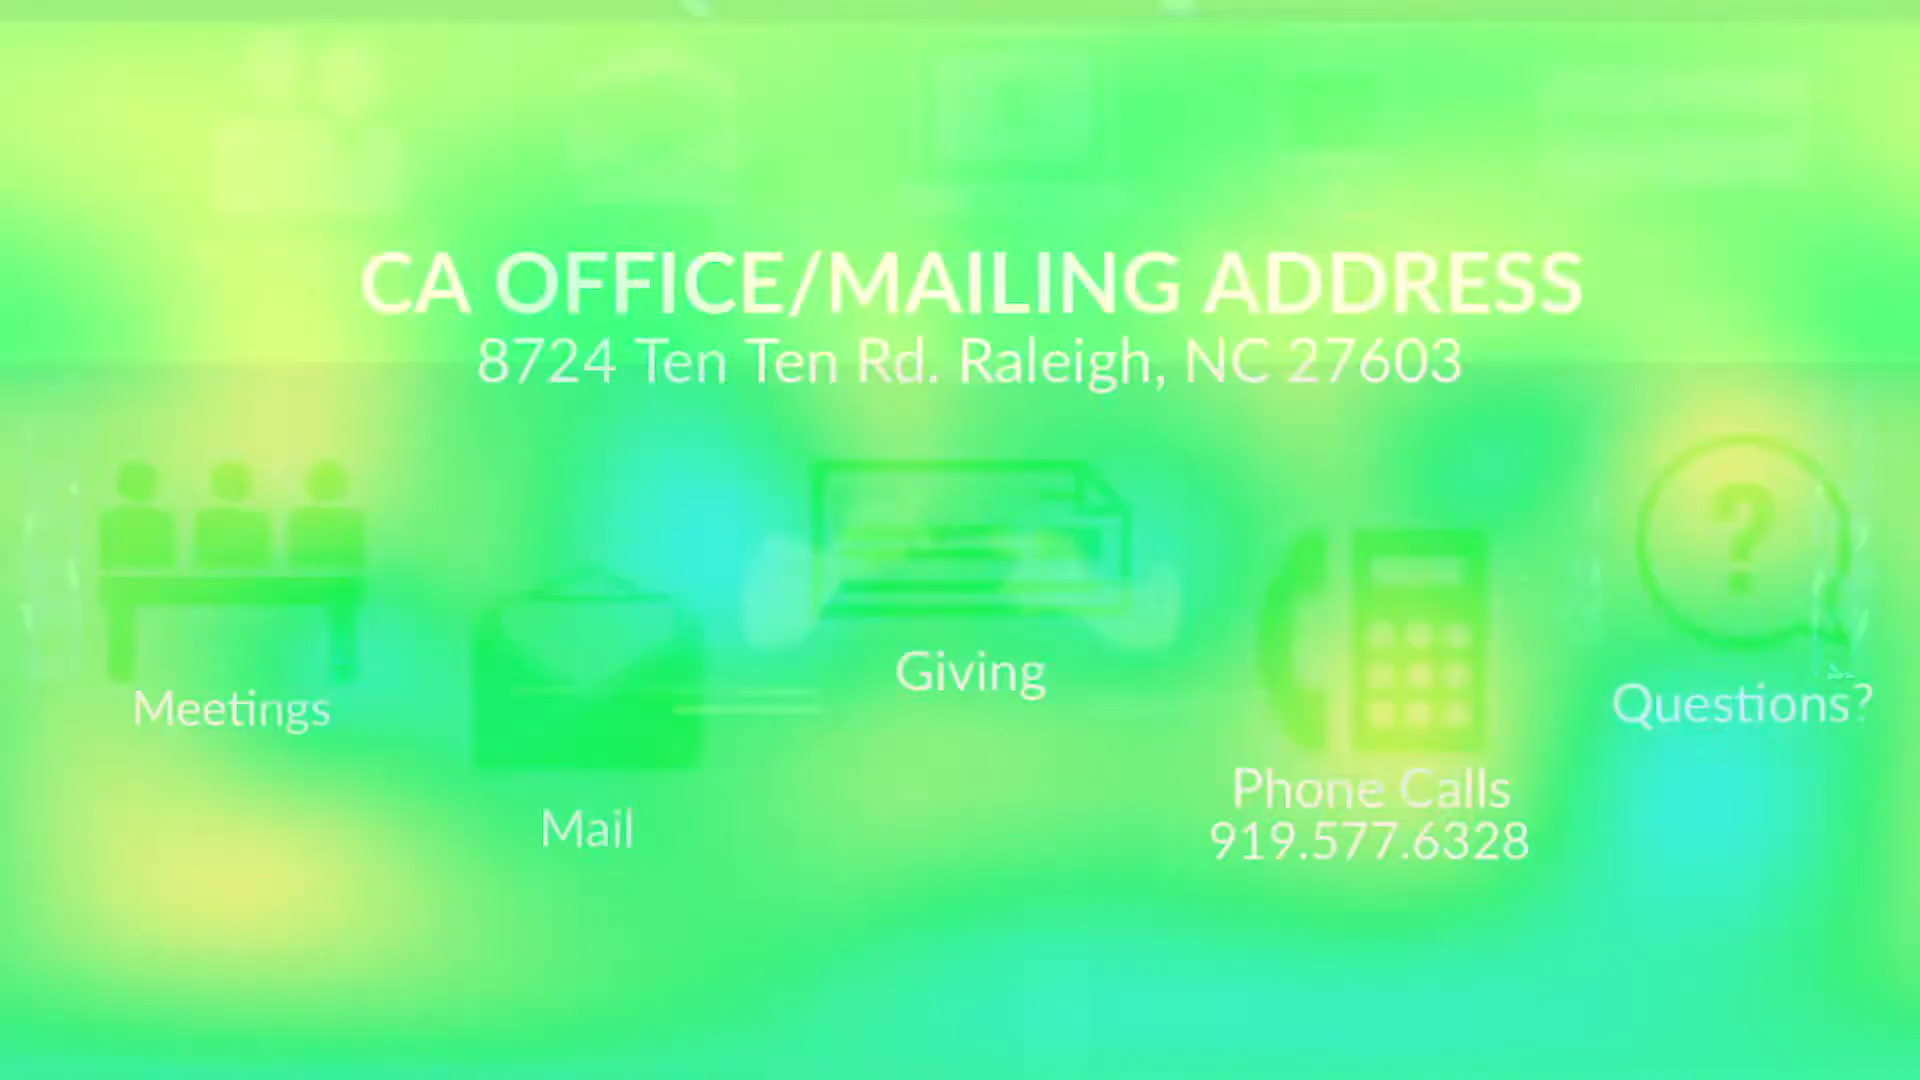 CA OFFICE/MAILING ADDRESS
8724 Ten Ten Rd. Raleigh, NC 27603
?
Giving
Meetings
Questions?
Mail
Phone Calls
919.577.6328